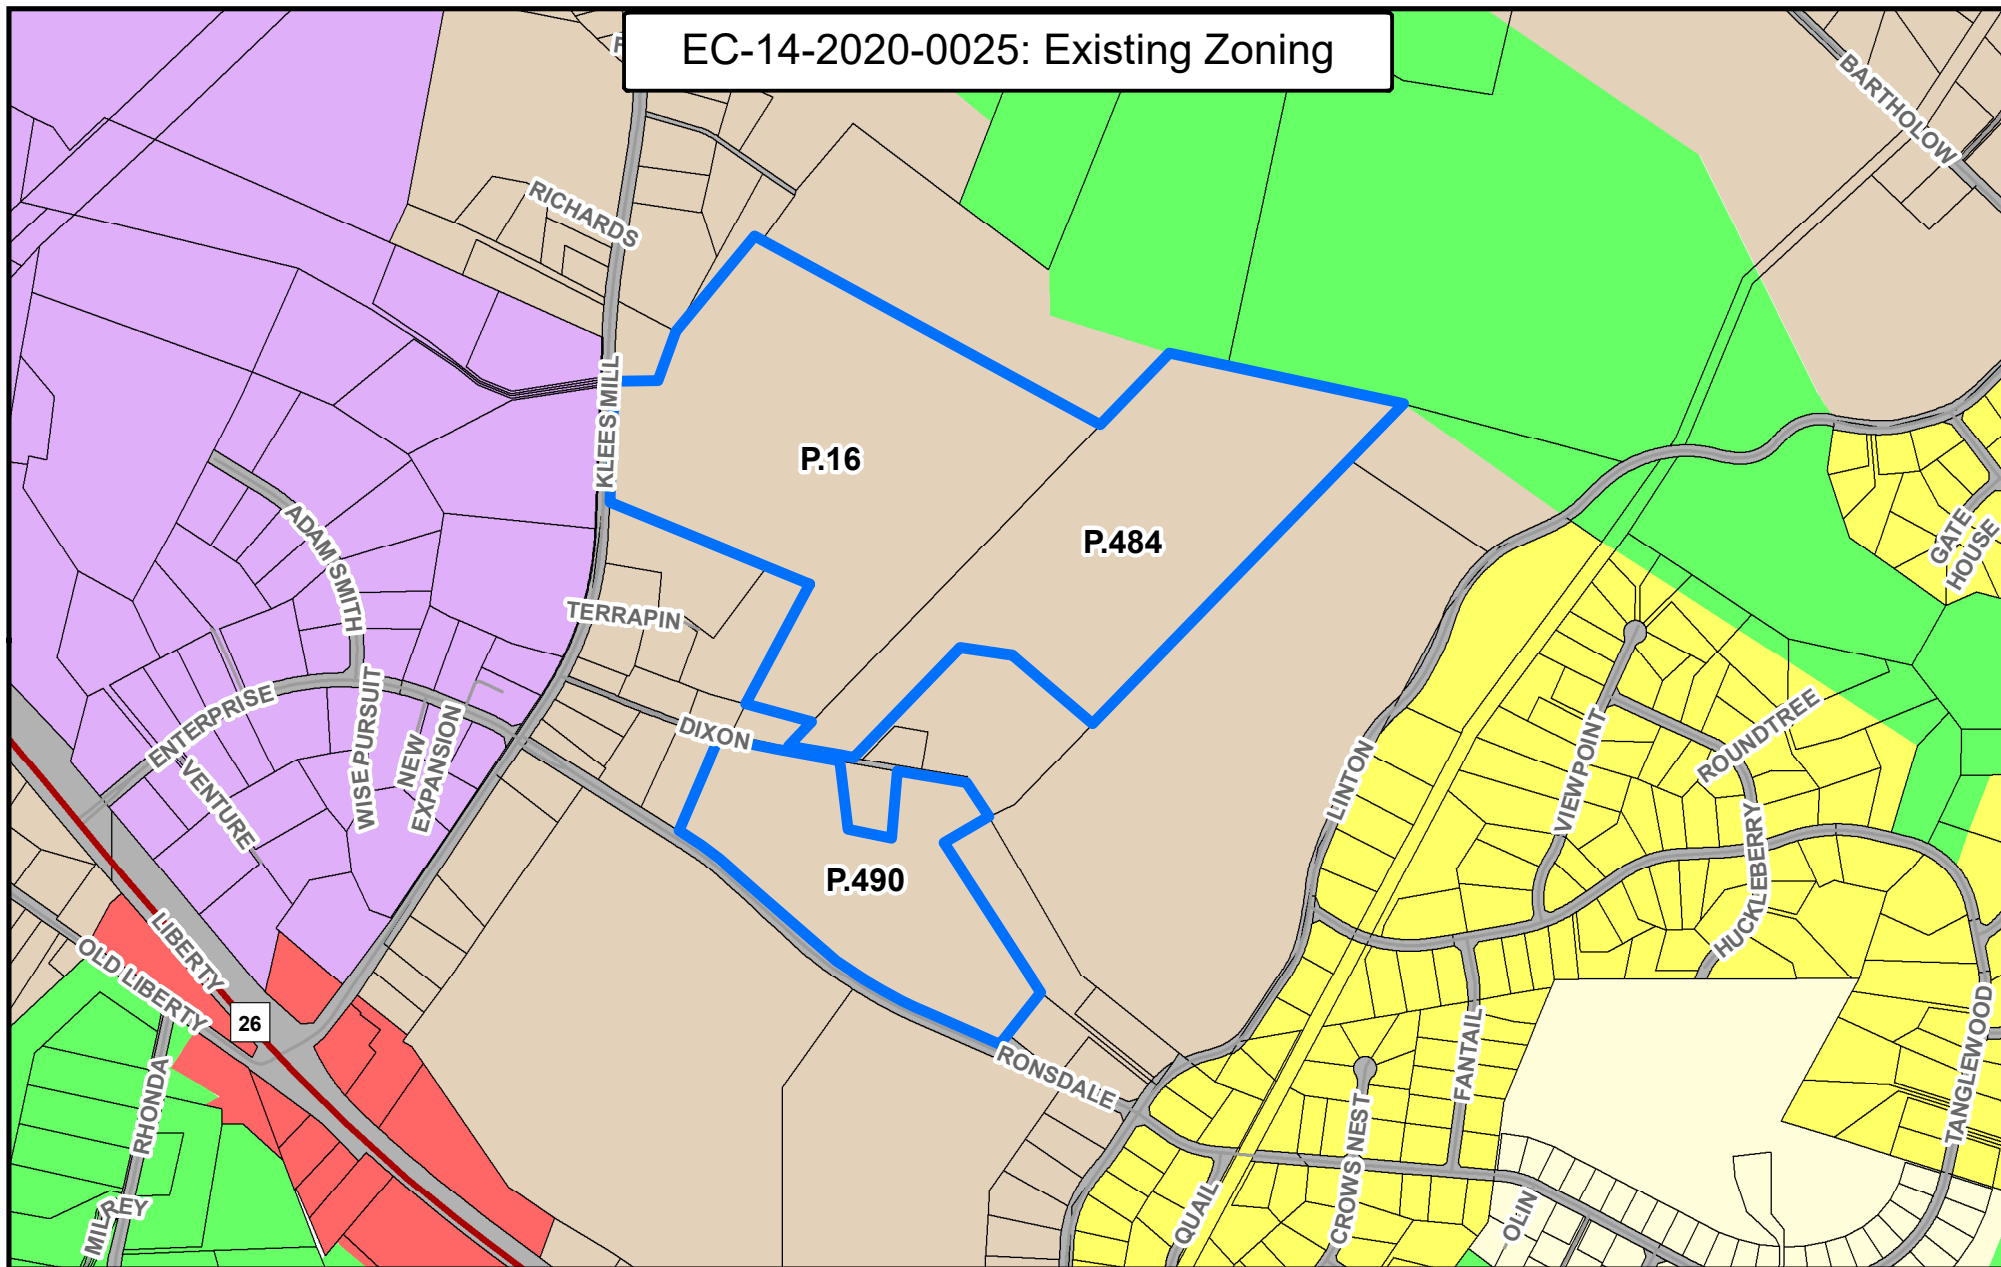 EC-14-2020-0025: Existing Zoning
BARTHOLOW
RICHARDS
KLEES MILL
P.16
P.484
ADAM SMITH
GATE
HOUSE
TERRAPIN
ENTERPRISE
WISE PURSUIT
NEW
EXPANSION
DIXON
VENTURE
LINTON
VIEWPOINT
ROUNDTREE
HUCKLEBERRY
P.490
LIBERTY
OLD LIBERTY
26
RHONDA
RONSDALE
FANTAIL
TANGLEWOOD
CROWS NEST
QUAIL
OLIN